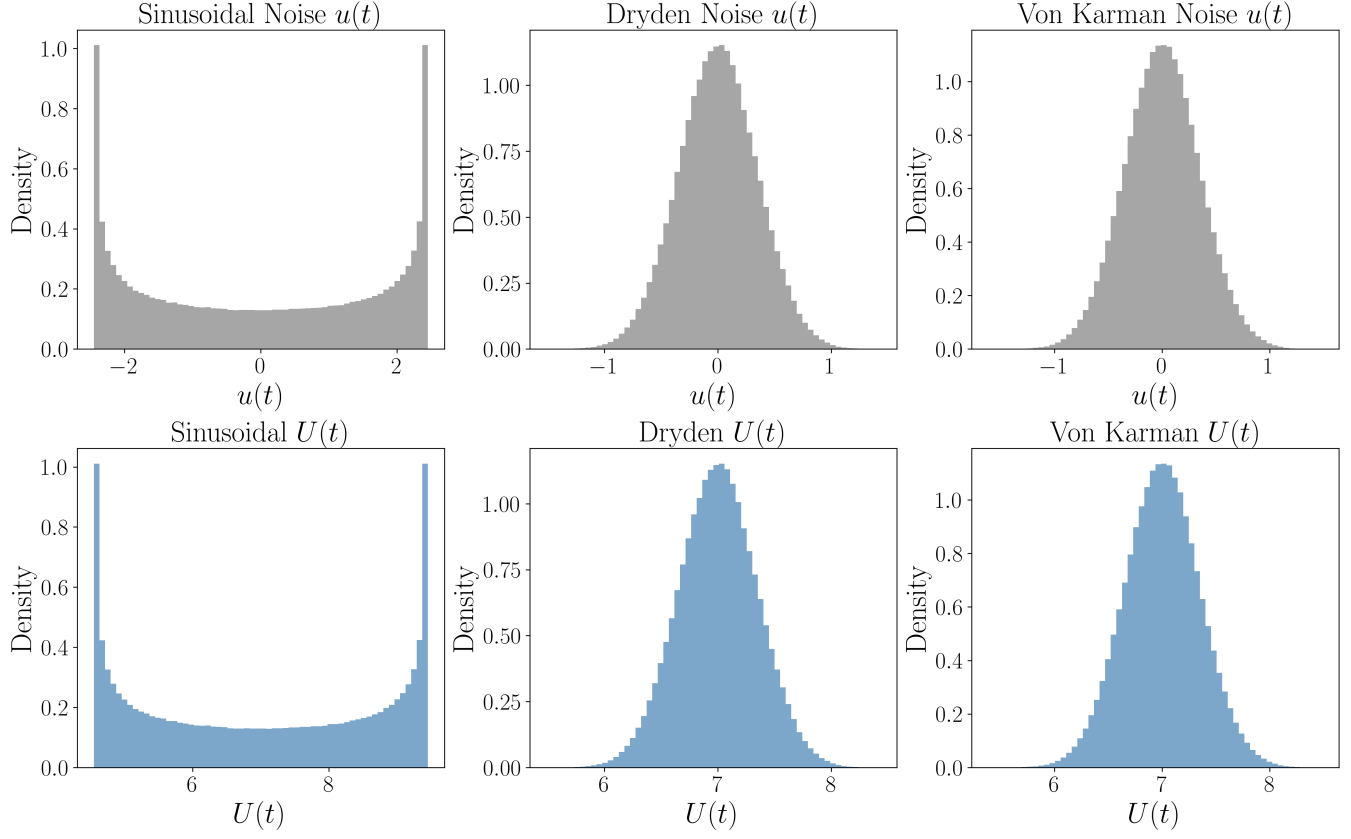 Sinusoidal Noise u(t)
Dryden Noise u(t)
Von Karman Noise u(t)
Density
1.0
0.8
0.6
0.4
0.2
0.0
−2
0
2
u(t)
Density
1.00
0.75
0.50
0.25
0.00
−1
0
1
u(t)
Density
1.0
0.8
0.6
0.4
0.2
0.0
−1
0
1
u(t)
Sinusoidal U(t)
Dryden U(t)
Von Karman U(t)
Density
1.0
0.8
0.6
0.4
0.2
0.0
6
8
U(t)
Density
1.00
0.75
0.50
0.25
0.00
6
7
8
U(t)
Density
1.0
0.8
0.6
0.4
0.2
0.0
6
7
8
U(t)